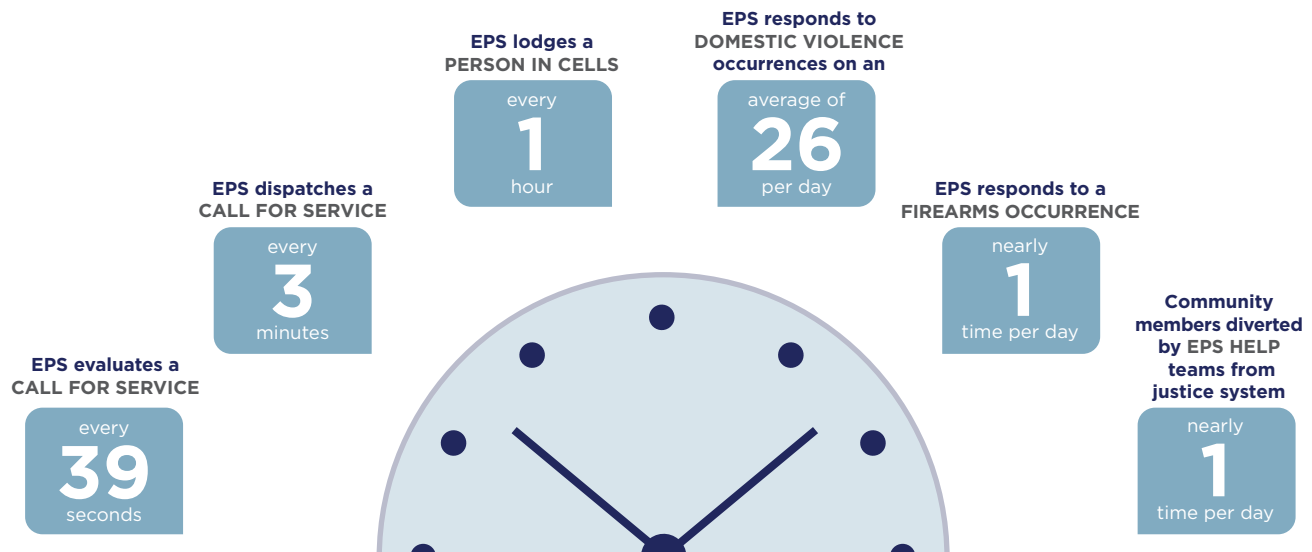 EPS evaluates a
CALL FOR SERVICE
every
39
seconds
EPS dispatches a
CALL FOR SERVICE
every
3
minutes
EPS lodges a
PERSON IN CELLS
every
1
hour
EPS responds to
DOMESTIC VIOLENCE
occurrences on an
average of
26
per day
EPS responds to a
FIREARMS OCCURRENCE
nearly
1
time per day
Community
members diverted
by EPS HELP
teams from
justice system
nearly
1
time per day